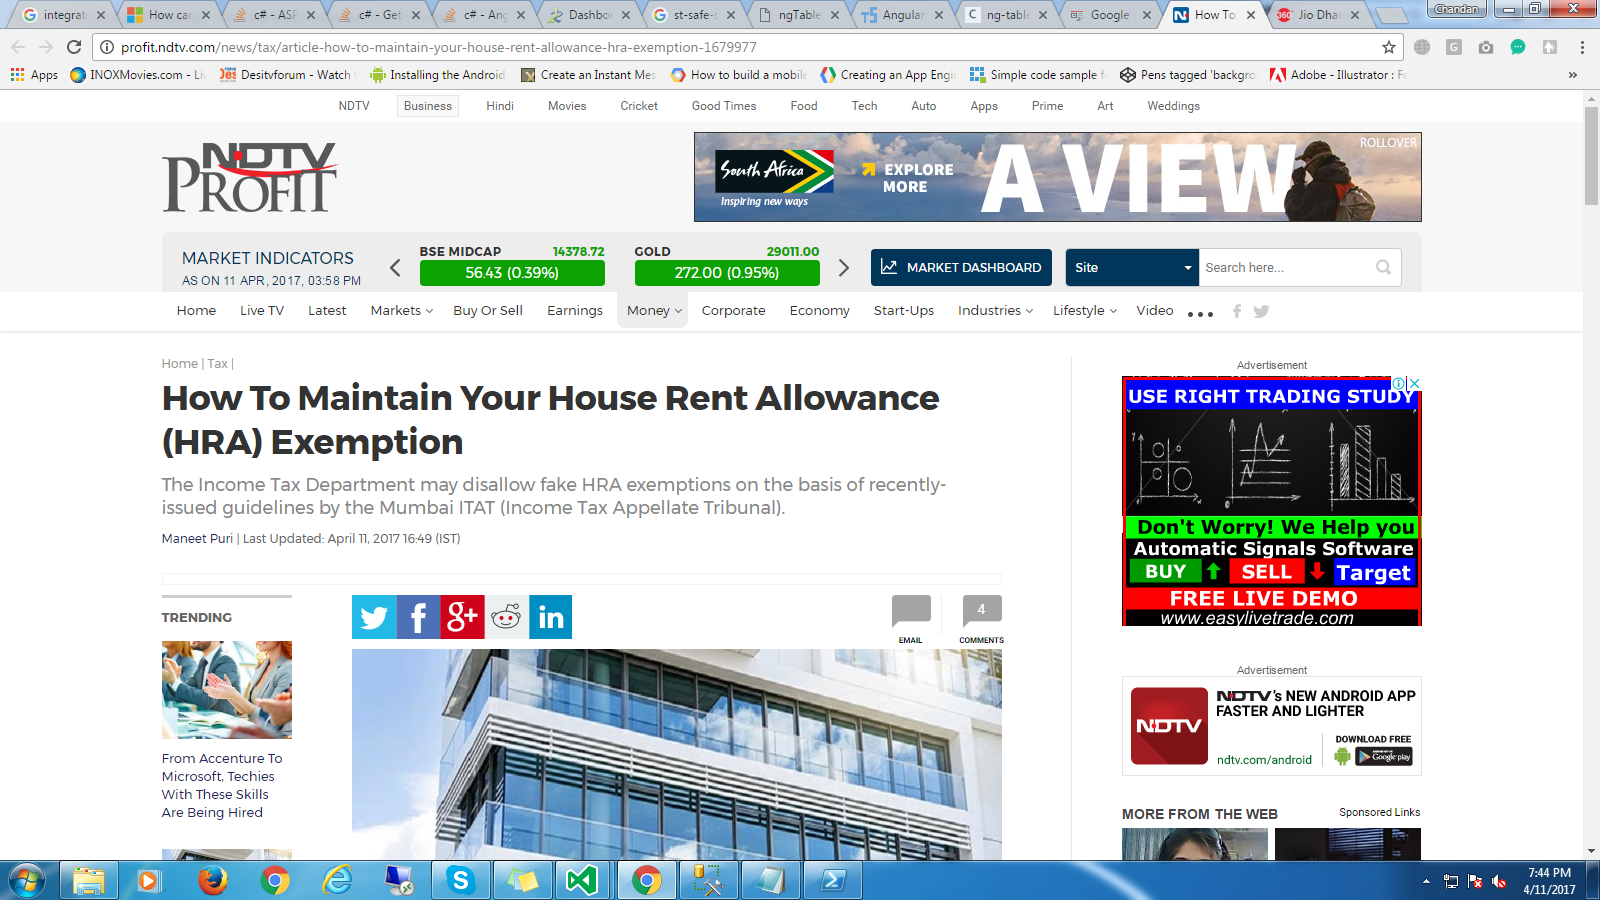 integrat
How can
c# - ASP
c# - Get
c# - Ang
Dashbo
st-safe-s
ngTable
Angular
ng-table
Google
How To
Jio Dhan
Chandan
profit.ndtv.com/news/tax/article-how-to-maintain-your-house-rent-allowance-hra-exemption-1679977
Apps
INOXMovies.com - Liv
Desitvforum - Watch
Installing the Android
Create an Instant Mes
How to build a mobile
Creating an App Engi
Simple code sample f
Pens tagged 'backgro
Adobe - Illustrator : Fo
NDTV
Business
Hindi
Movies
Cricket
Good Times
Food
Tech
Auto
Apps
Prime
Art
Weddings
NDTV
PROFIT
South Africa
Inspiring new ways
EXPLORE
MORE
A VIEW
ROLLOVER
MARKET INDICATORS
AS ON 11 APR, 2017, 03:58 PM
BSE MIDCAP 14378.72
56.43 (0.39%)
GOLD 29011.00
272.00 (0.95%)
MARKET DASHBOARD
Site
Search here...
Home
Live TV
Latest
Markets
Buy Or Sell
Earnings
Money
Corporate
Economy
Start-Ups
Industries
Lifestyle
Video
Home | Tax |
How To Maintain Your House Rent Allowance
(HRA) Exemption
The Income Tax Department may disallow fake HRA exemptions on the basis of recently-
issued guidelines by the Mumbai ITAT (Income Tax Appellate Tribunal).
Maneet Puri | Last Updated: April 11, 2017 16:49 (IST)
TRENDING
From Accenture To
Microsoft, Techies
With These Skills
Are Being Hired
EMAIL
4
COMMENTS
Advertisement
USE RIGHT TRADING STUDY
Don't Worry! We Help you
Automatic Signals Software
BUY SELL Target
FREE LIVE DEMO
www.easylivetrade.com
Advertisement
NDTV
NDTV's NEW ANDROID APP
FASTER AND LIGHTER
ndtv.com/android
DOWNLOAD FREE
Google play
MORE FROM THE WEB
Sponsored Links
7:44 PM
4/11/2017